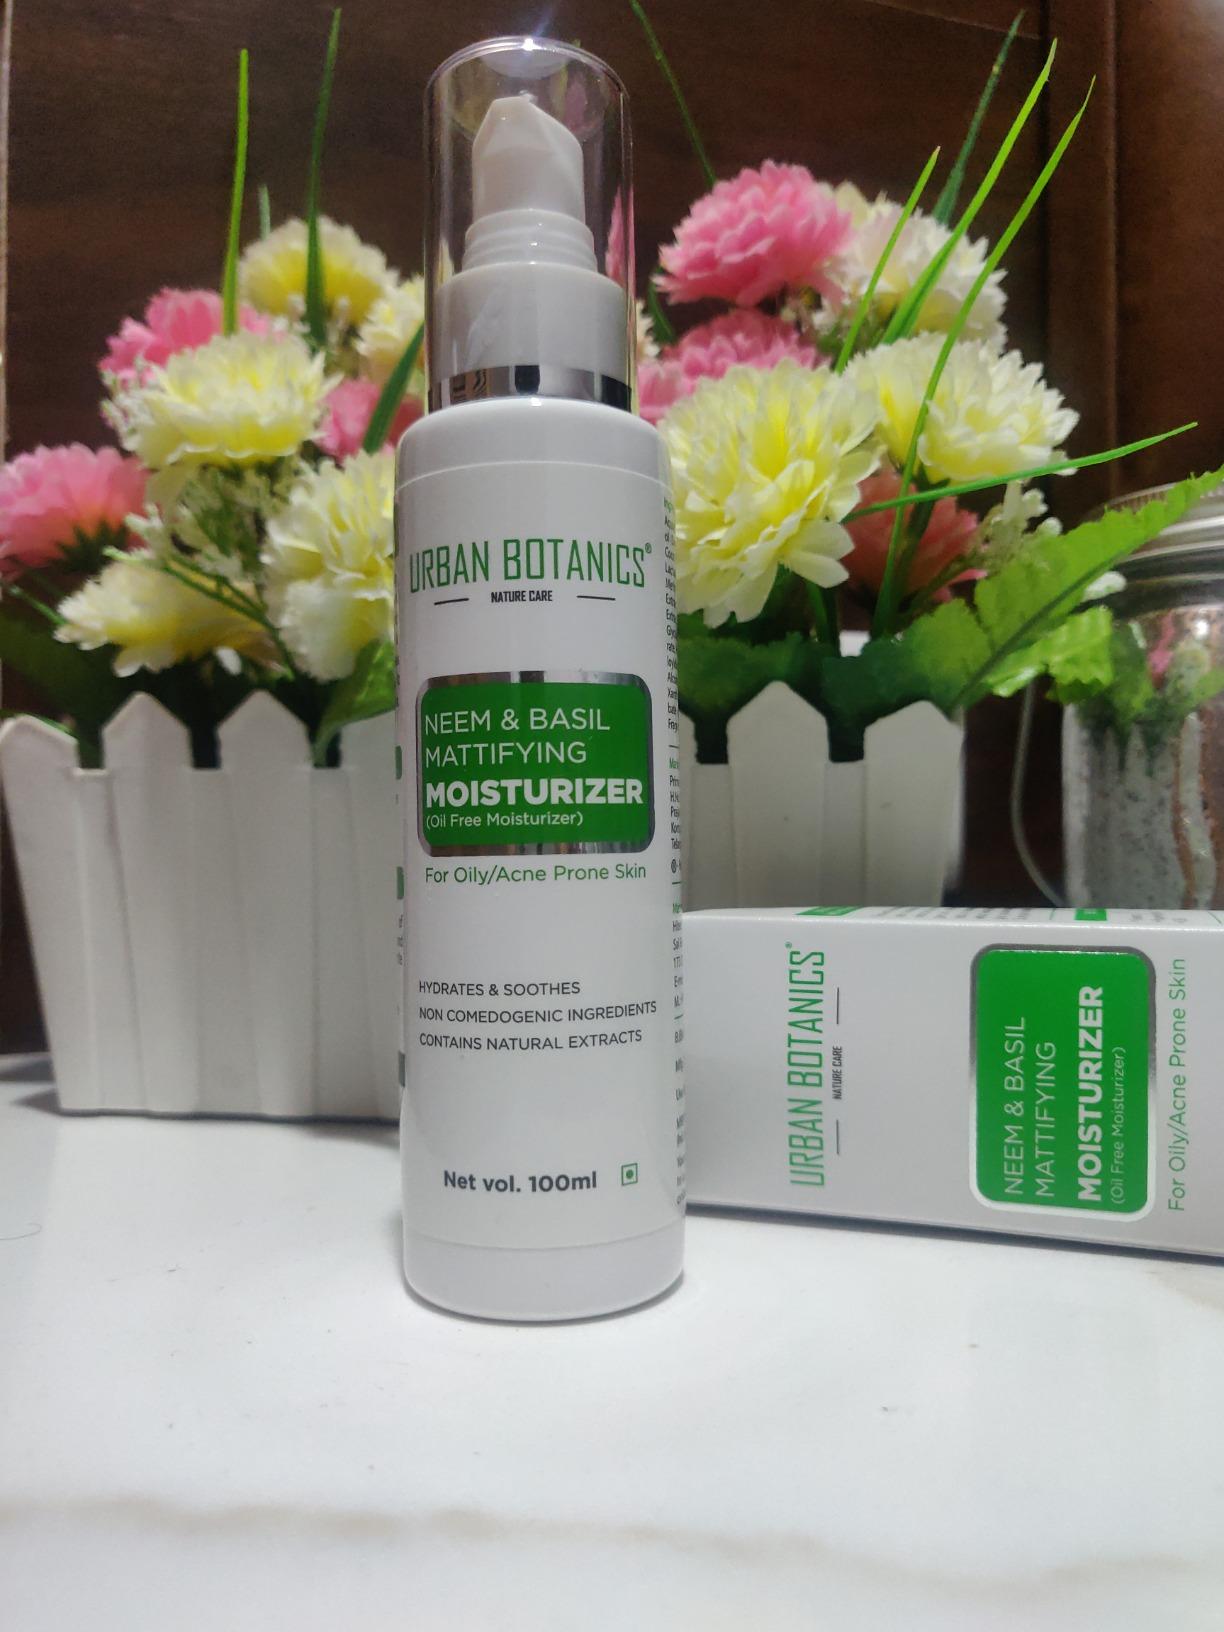 URBAN BOTANICS®
NATURE CARE
NEEM & BASIL
MATTIFYING
MOISTURIZER
(Oil Free Moisturizer)
For Oily/Acne Prone Skin
HYDRATES & SOOTHES
NON COMEDOGENIC INGREDIENTS
CONTAINS NATURAL EXTRACTS
Net vol. 100ml
URBAN BOTANICS®
NATURE CARE
NEEM & BASIL
MATTIFYING
MOISTURIZER
(Oil Free Moisturizer)
For Oily/Acne Prone Skin